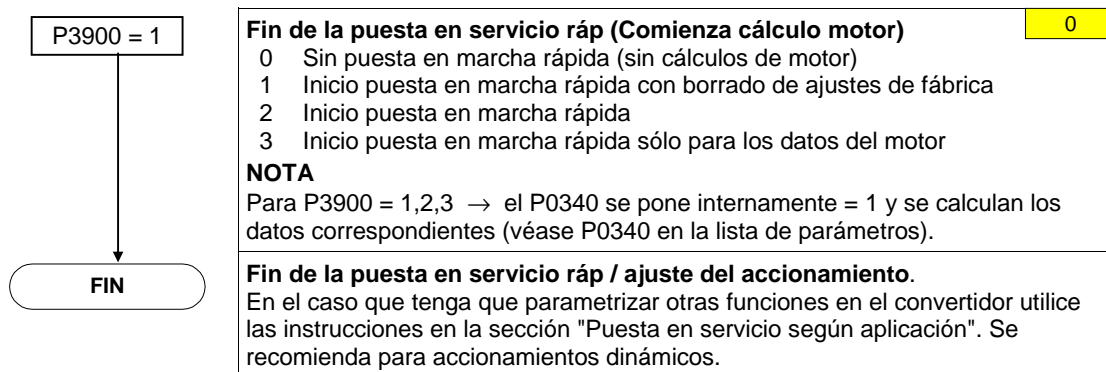 P3900 = 1
Fin de la puesta en servicio ráp (Comienza cálculo motor)
0
0 Sin puesta en marcha rápida (sin cálculos de motor)
1 Inicio puesta en marcha rápida con borrado de ajustes de fábrica
2 Inicio puesta en marcha rápida
3 Inicio puesta en marcha rápida sólo para los datos del motor
NOTA
Para P3900 = 1,2,3 → el P0340 se pone internamente = 1 y se calculan los
datos correspondientes (véase P0340 en la lista de parámetros).
FIN
Fin de la puesta en servicio ráp / ajuste del accionamiento.
En el caso que tenga que parametrizar otras funciones en el convertidor utilice
las instrucciones en la sección "Puesta en servicio según aplicación". Se
recomienda para accionamientos dinámicos.